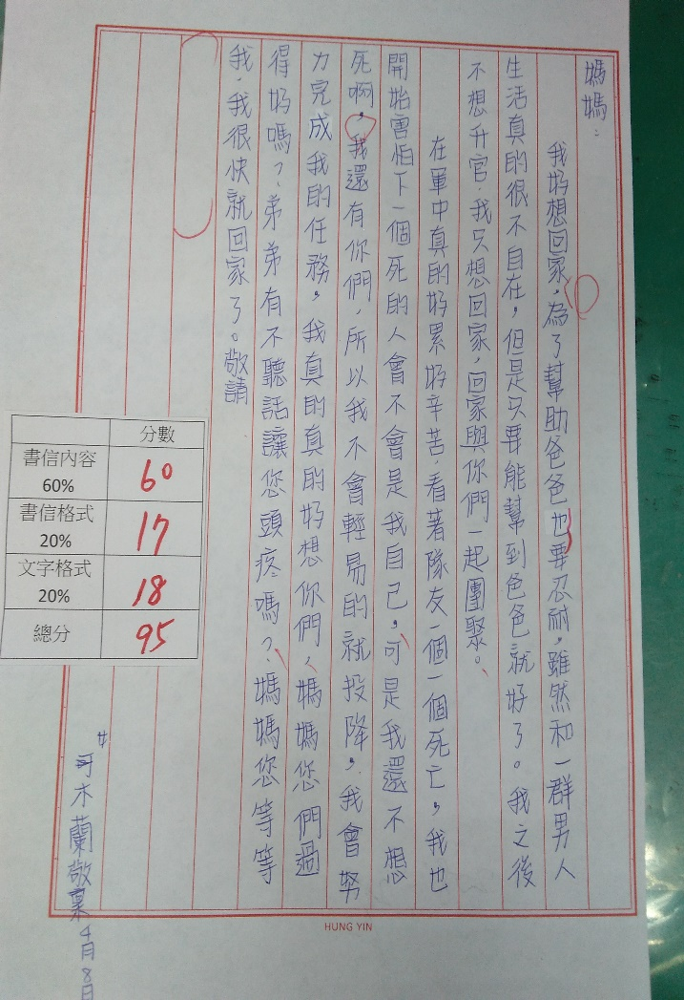 媽媽：
我好想回家，為了幫助爸爸也要忍耐，雖然和一群男人
生活真的很不自在，但是只要能幫到爸爸就好了。我之後
不想升官，我只想回家，回家與你們一起團聚。
在軍中真的好累好辛苦，看著隊友一個一個死亡，我也
開始害怕下一個死的人會不會是我自己，可是我還不想
死啊，我還有你們，所以我不會輕易的就投降，我會努
力完成我的任務，我真的真的好想你們，媽媽您們過
得好嗎？弟弟有不聽話讓您頭疼嗎？媽媽您等等
我，我很快就回家了。敬請
女
木蘭敬稟4月8日
分數
書信內容
60%
60
書信格式
20%
17
文字格式
20%
18
總分
95
HUNG YIN